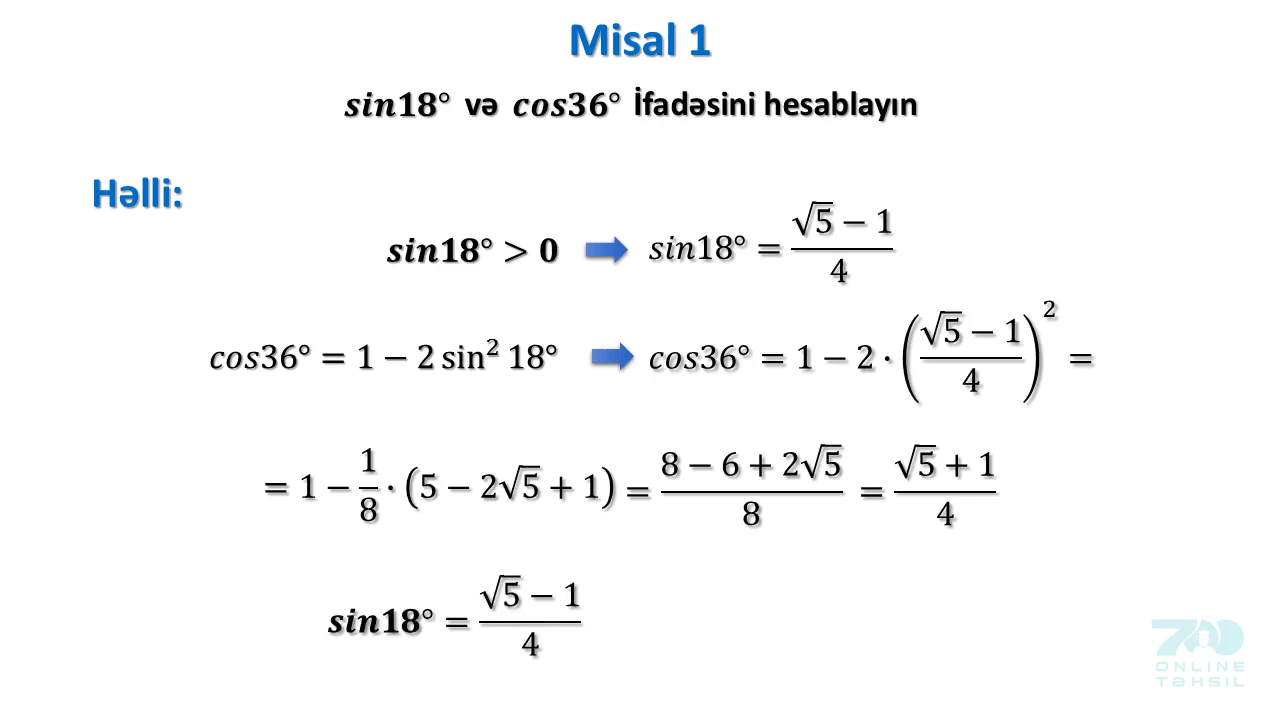 Misal 1
sin18° və cos36° İfadəsini hesablayın
Həlli:
sin18° > 0 ➡ sin18° = (√5 − 1)/4
cos36° = 1 − 2 sin² 18° ➡ cos36° = 1 − 2 · ((√5 − 1)/4)² =
= 1 − 1/8 · (5 − 2√5 + 1) = (8 − 6 + 2√5)/8 = (√5 + 1)/4
sin18° = (√5 − 1)/4
700
ONLINE
TəHSIL